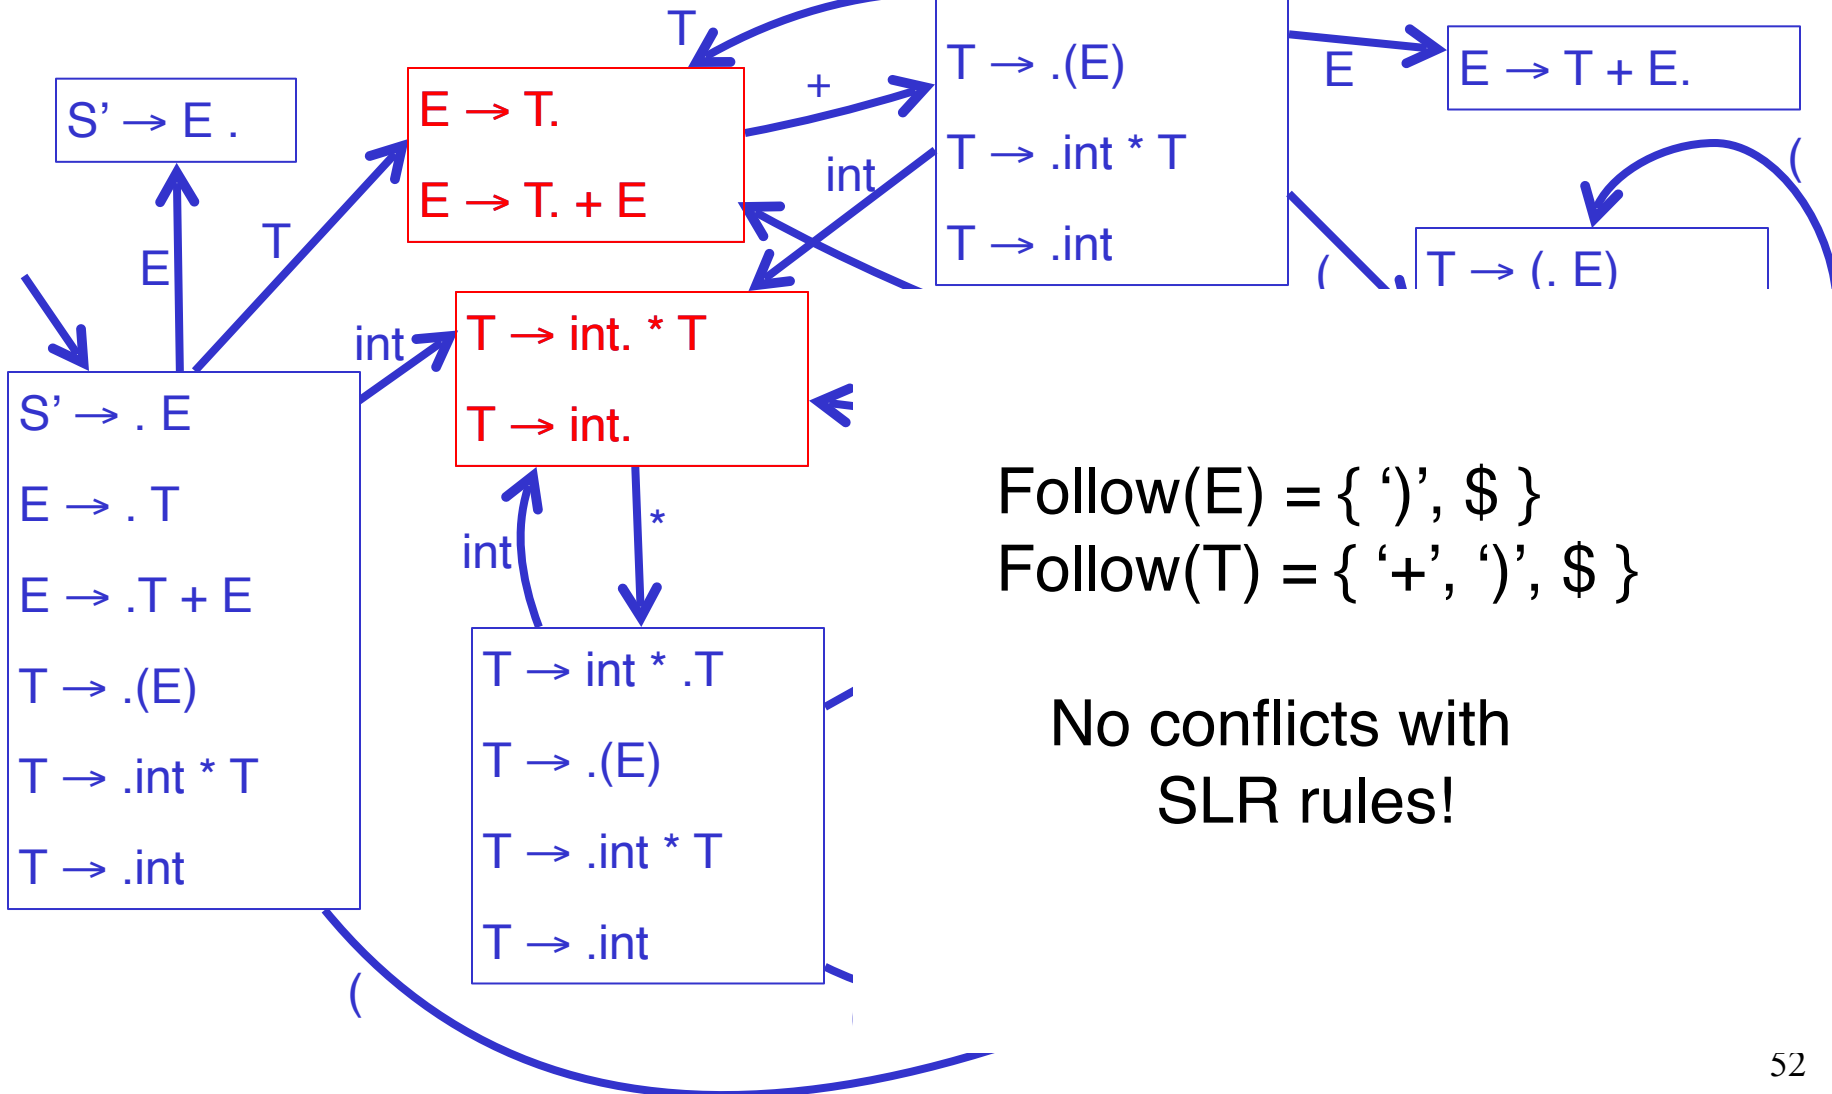 T
T → .(E)
E
E → T + E.
S’ → E .
E → T.
+
T → .int * T
(
E → T. + E
int
T
E
T → .int
(
T → (. E)
int
T → int. * T
T → int.
S’ → . E
E → . T
E → .T + E
T → .(E)
T → .int * T
T → .int
int
*
T → int * .T
T → .(E)
T → .int * T
T → .int
(
Follow(E) = { ‘)’, $ }
Follow(T) = { ‘+’, ‘)’, $ }
No conflicts with
SLR rules!
52